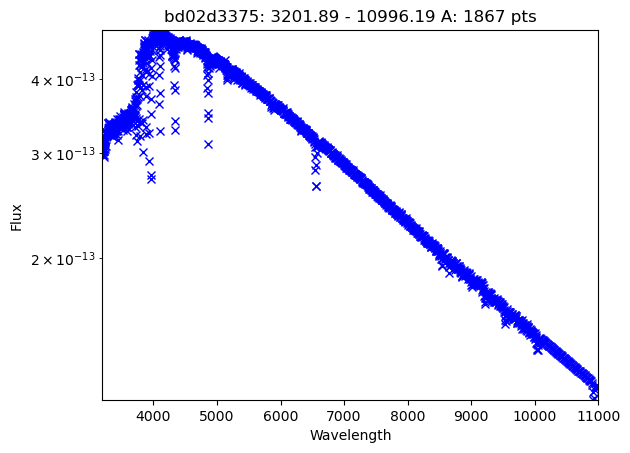 bd02d3375: 3201.89 - 10996.19 A: 1867 pts
4 × 10⁻¹³
3 × 10⁻¹³
2 × 10⁻¹³
Flux
4000 5000 6000 7000 8000 9000 10000 11000
Wavelength